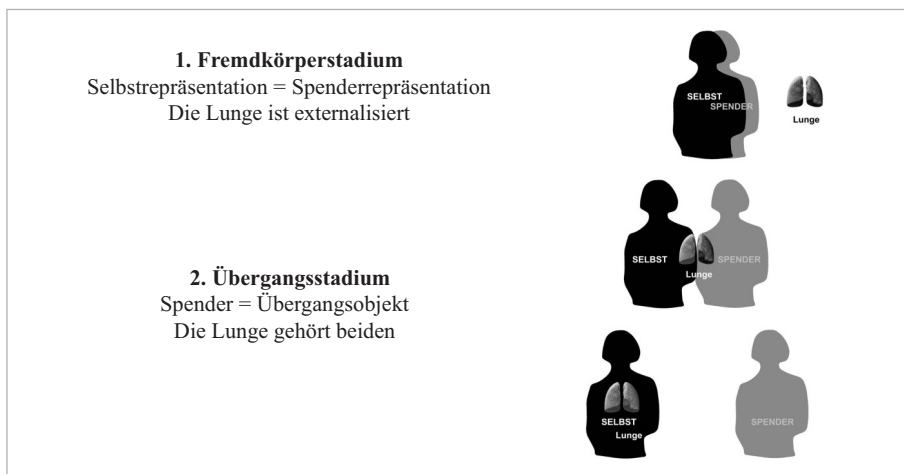 1. Fremdkörperstadium
Selbstrepräsentation = Spenderrepräsentation
Die Lunge ist externalisiert
SELBST
SPENDER
Lunge
2. Übergangsstadium
Spender = Übergangsobjekt
Die Lunge gehört beiden
SELBST
SPENDER
Lunge
SELBST
Lunge
SPENDER